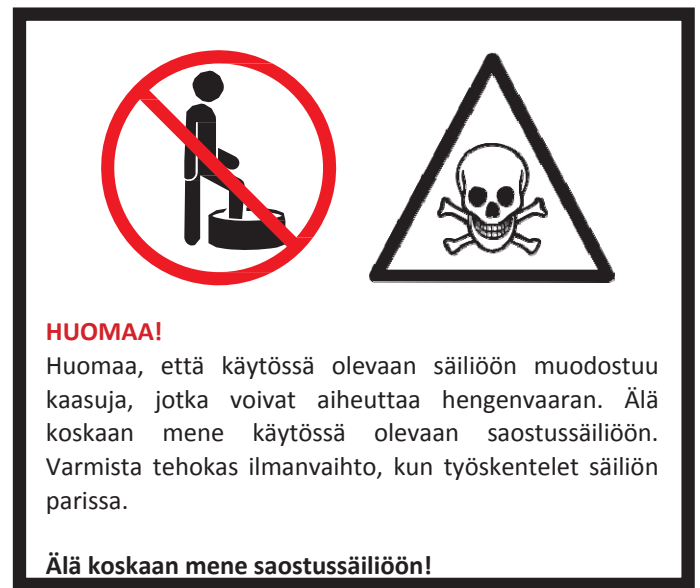 HUOMAA!
Huomaa, että käytössä olevaan säiliöön muodostuu
kaasuja, jotka voivat aiheuttaa hengenvaaran. Älä
koskaan mene käytössä olevaan saostussäiliöön.
Varmista tehokas ilmanvaihto, kun työskentelet säiliön
parissa.
Älä koskaan mene saostussäiliöön!